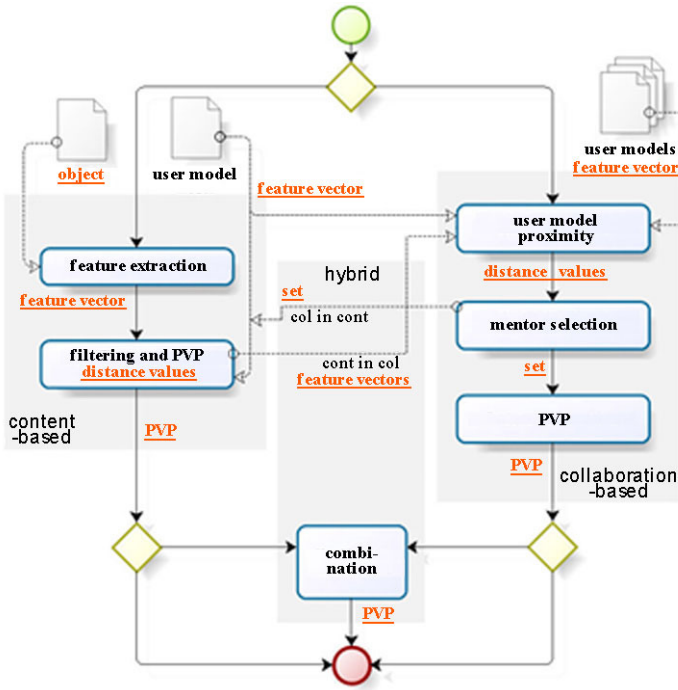 object
user model
user models
feature vector
feature vector
user model
proximity
feature extraction
hybrid
distance values
feature vector
set
col in cont
mentor selection
filtering and PVP
distance values
cont in col
feature vectors
set
content
-based
PVP
PVP
PVP
collaboration
-based
combi-
nation
PVP